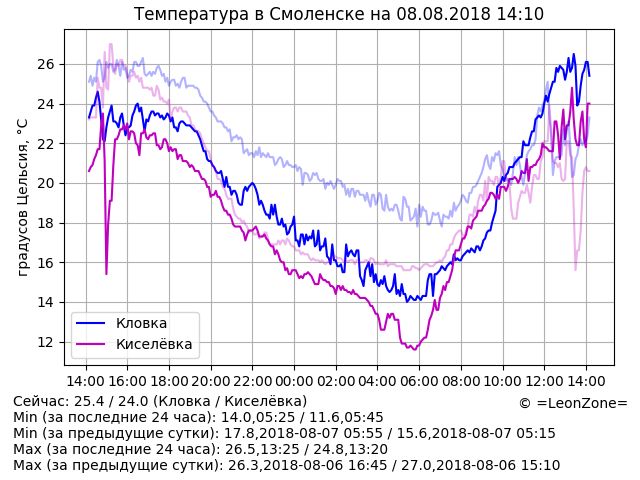 Температура в Смоленске на 08.08.2018 14:10
градусов Цельсия, °C
26
24
22
20
18
16
14
12
Кловка
Киселёвка
14:00 16:00 18:00 20:00 22:00 00:00 02:00 04:00 06:00 08:00 10:00 12:00 14:00
Сейчас: 25.4 / 24.0 (Кловка / Киселёвка)
© =LeonZone=
Min (за последние 24 часа): 14.0,05:25 / 11.6,05:45
Min (за предыдущие сутки): 17.8,2018-08-07 05:55 / 15.6,2018-08-07 05:15
Max (за последние 24 часа): 26.5,13:25 / 24.8,13:20
Max (за предыдущие сутки): 26.3,2018-08-06 16:45 / 27.0,2018-08-06 15:10